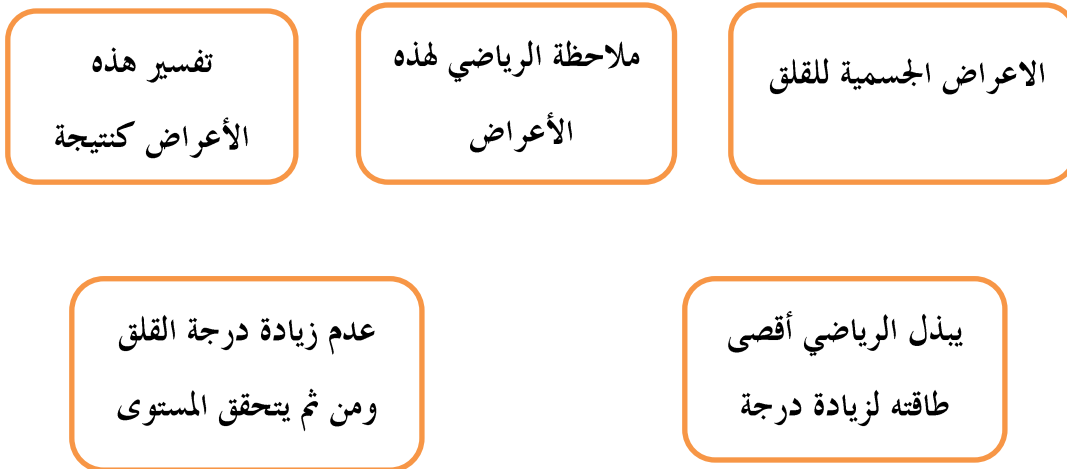 الاعراض الجسمية للقلق
ملاحظة الرياضي لهذه
الأعراض
تفسير هذه
الأعراض كنتيجة
يبذل الرياضي أقصى
طاقته لزيادة درجة
عدم زيادة درجة القلق
ومن ثم يتحقق المستوى